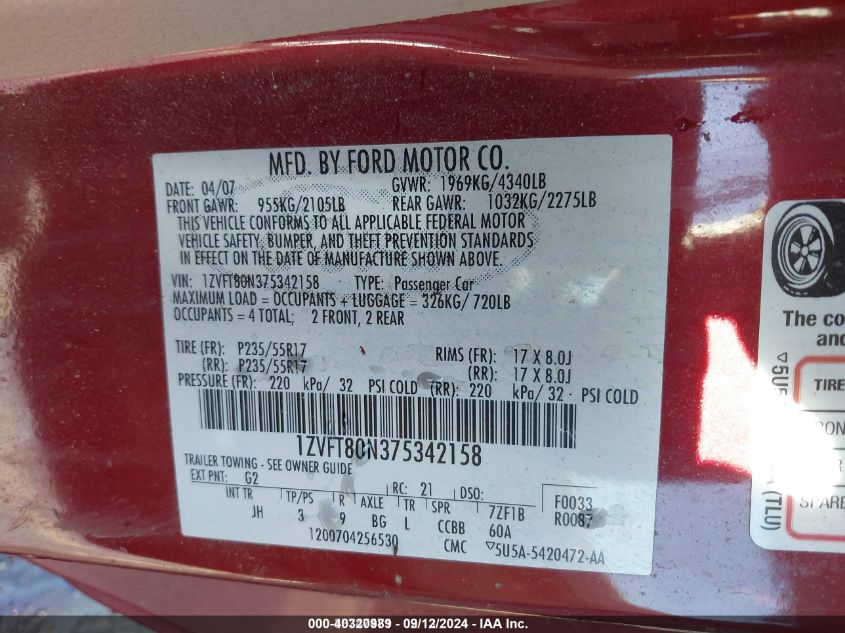 MFD. BY FORD MOTOR CO.
DATE: 04/07 GVWR: 1969KG/4340LB
FRONT GAWR: 955KG/2105LB REAR GAWR: 1032KG/2275LB
THIS VEHICLE CONFORMS TO ALL APPLICABLE FEDERAL MOTOR
VEHICLE SAFETY, BUMPER, AND THEFT PREVENTION STANDARDS
IN EFFECT ON THE DATE OF MANUFACTURE SHOWN ABOVE.
VIN: 1ZVFT80N375342158 TYPE: Passenger Car
MAXIMUM LOAD = OCCUPANTS + LUGGAGE = 326KG/720LB
OCCUPANTS = 4 TOTAL; 2 FRONT, 2 REAR
TIRE (FR): P235/55R17 RIMS (FR): 17 X 8.0J
(RR): P235/55R17 (RR): 17 X 8.0J
PRESSURE (FR): 220 kPa/ 32 PSI COLD (RR): 220 kPa/ 32 PSI COLD
1ZVFT80N375342158
TRAILER TOWING - SEE OWNER GUIDE
EXT PNT: G2 RC: 21 DSO: F0033
INT TR TP/PS R AXLE TR SPR 7ZF1B R0087
JH 3 9 BG L CCBB 60A
1200704256530 CMC ▽5U5A-5420472-AA
The co
and
▽5U5
TIRE
SPARE
(TLU)
000-40320989 - 09/12/2024 - IAAI.com